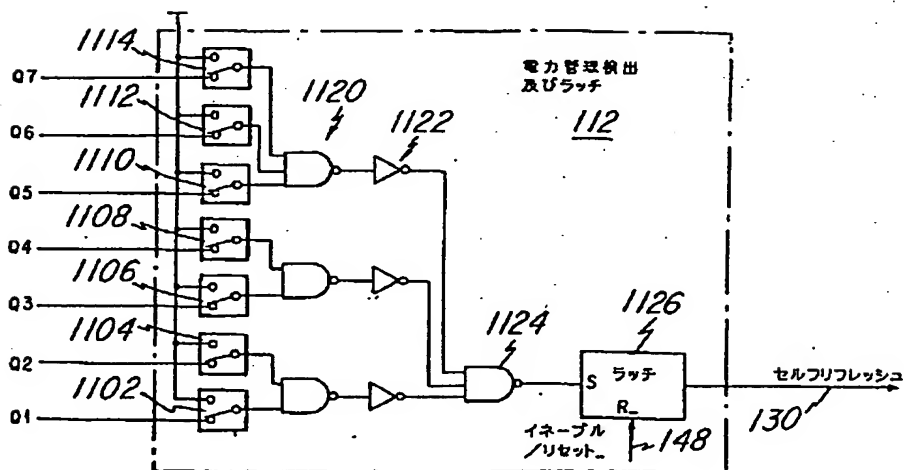 1114
Q7
1112
Q6
1110
Q5
1108
Q4
1106
Q3
1104
Q2
1102
Q1
1120
1122
電力管理検出
及びラッチ
112
1124
1126
S
ラッチ
R_
イネーブル
/リセット_
148
セルフリフレッシュ
130